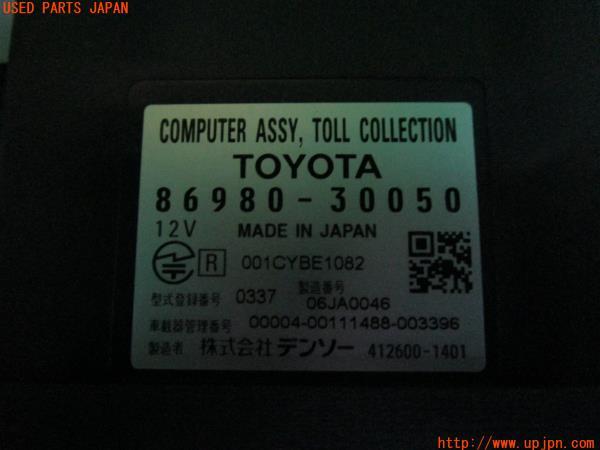 USED PARTS JAPAN
COMPUTER ASSY, TOLL COLLECTION
TOYOTA
86980-30050
12V MADE IN JAPAN
R 001CYBE1082
型式登録番号 0337 製造番号 06JA0046
車載器管理番号 00004-00111488-003396
製造者 株式会社 デンソー 412600-1401
(C)UPJ
http://www.upjpn.com/